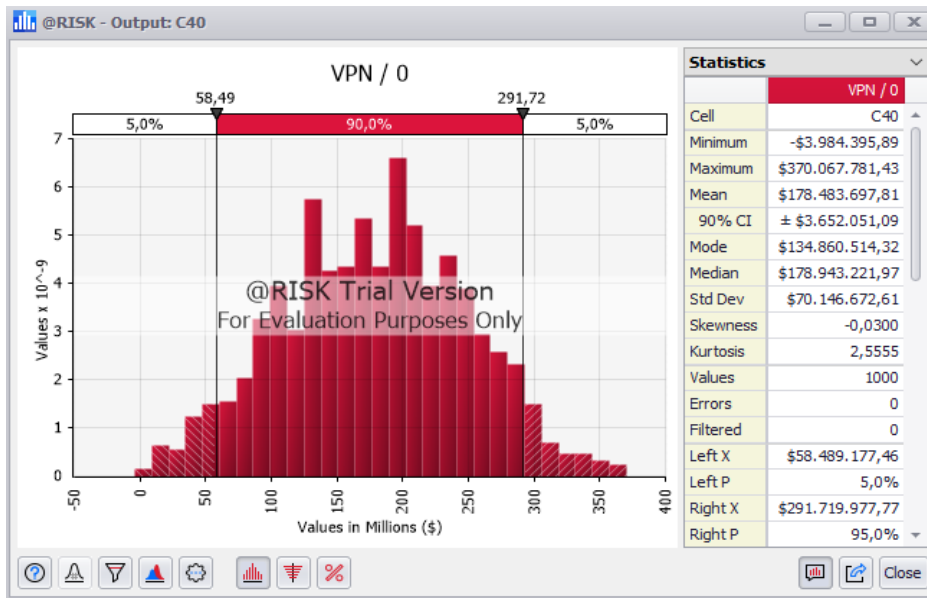 @RISK - Output: C40
VPN / 0
58,49 291,72
5,0% 90,0% 5,0%
7
6
5
4
3
2
1
0
Values x 10^-9
@RISK Trial Version
For Evaluation Purposes Only
-50 0 50 100 150 200 250 300 350 400
Values in Millions ($)
Statistics
VPN / 0
Cell C40
Minimum -$3.984.395,89
Maximum $370.067.781,43
Mean $178.483.697,81
90% CI ± $3.652.051,09
Mode $134.860.514,32
Median $178.943.221,97
Std Dev $70.146.672,61
Skewness -0,0300
Kurtosis 2,5555
Values 1000
Errors 0
Filtered 0
Left X $58.489.177,46
Left P 5,0%
Right X $291.719.977,77
Right P 95,0%
Close